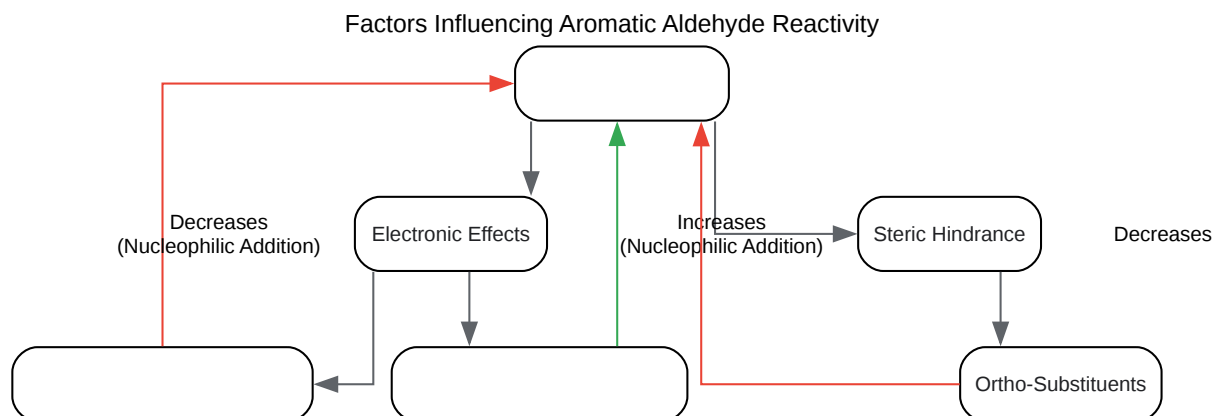 Factors Influencing Aromatic Aldehyde Reactivity
Decreases
(Nucleophilic Addition)
Electronic Effects
Increases
(Nucleophilic Addition)
Steric Hindrance
Decreases
Ortho-Substituents